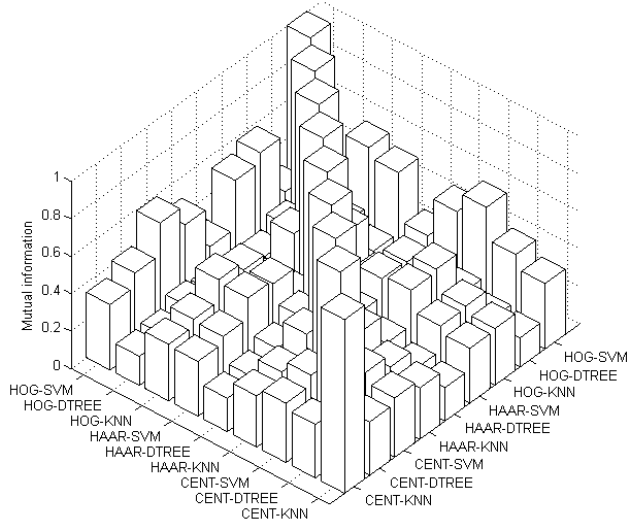 1
0.8
0.6
0.4
0.2
0
Mutual information
HOG-SVM
HOG-DTREE
HOG-KNN
HAAR-SVM
HAAR-DTREE
HAAR-KNN
CENT-SVM
CENT-DTREE
CENT-KNN
HOG-SVM
HOG-DTREE
HOG-KNN
HAAR-SVM
HAAR-DTREE
HAAR-KNN
CENT-SVM
CENT-DTREE
CENT-KNN